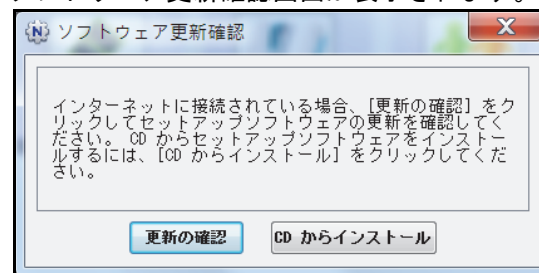 ソフトウェア更新確認
インターネットに接続されている場合、[更新の確認] をク
リックしてセットアップソフトウェアの更新を確認してく
ださい。 CD からセットアップソフトウェアをインストー
ルするには、[CD からインストール] をクリックしてくだ
さい。
更新の確認 CD からインストール